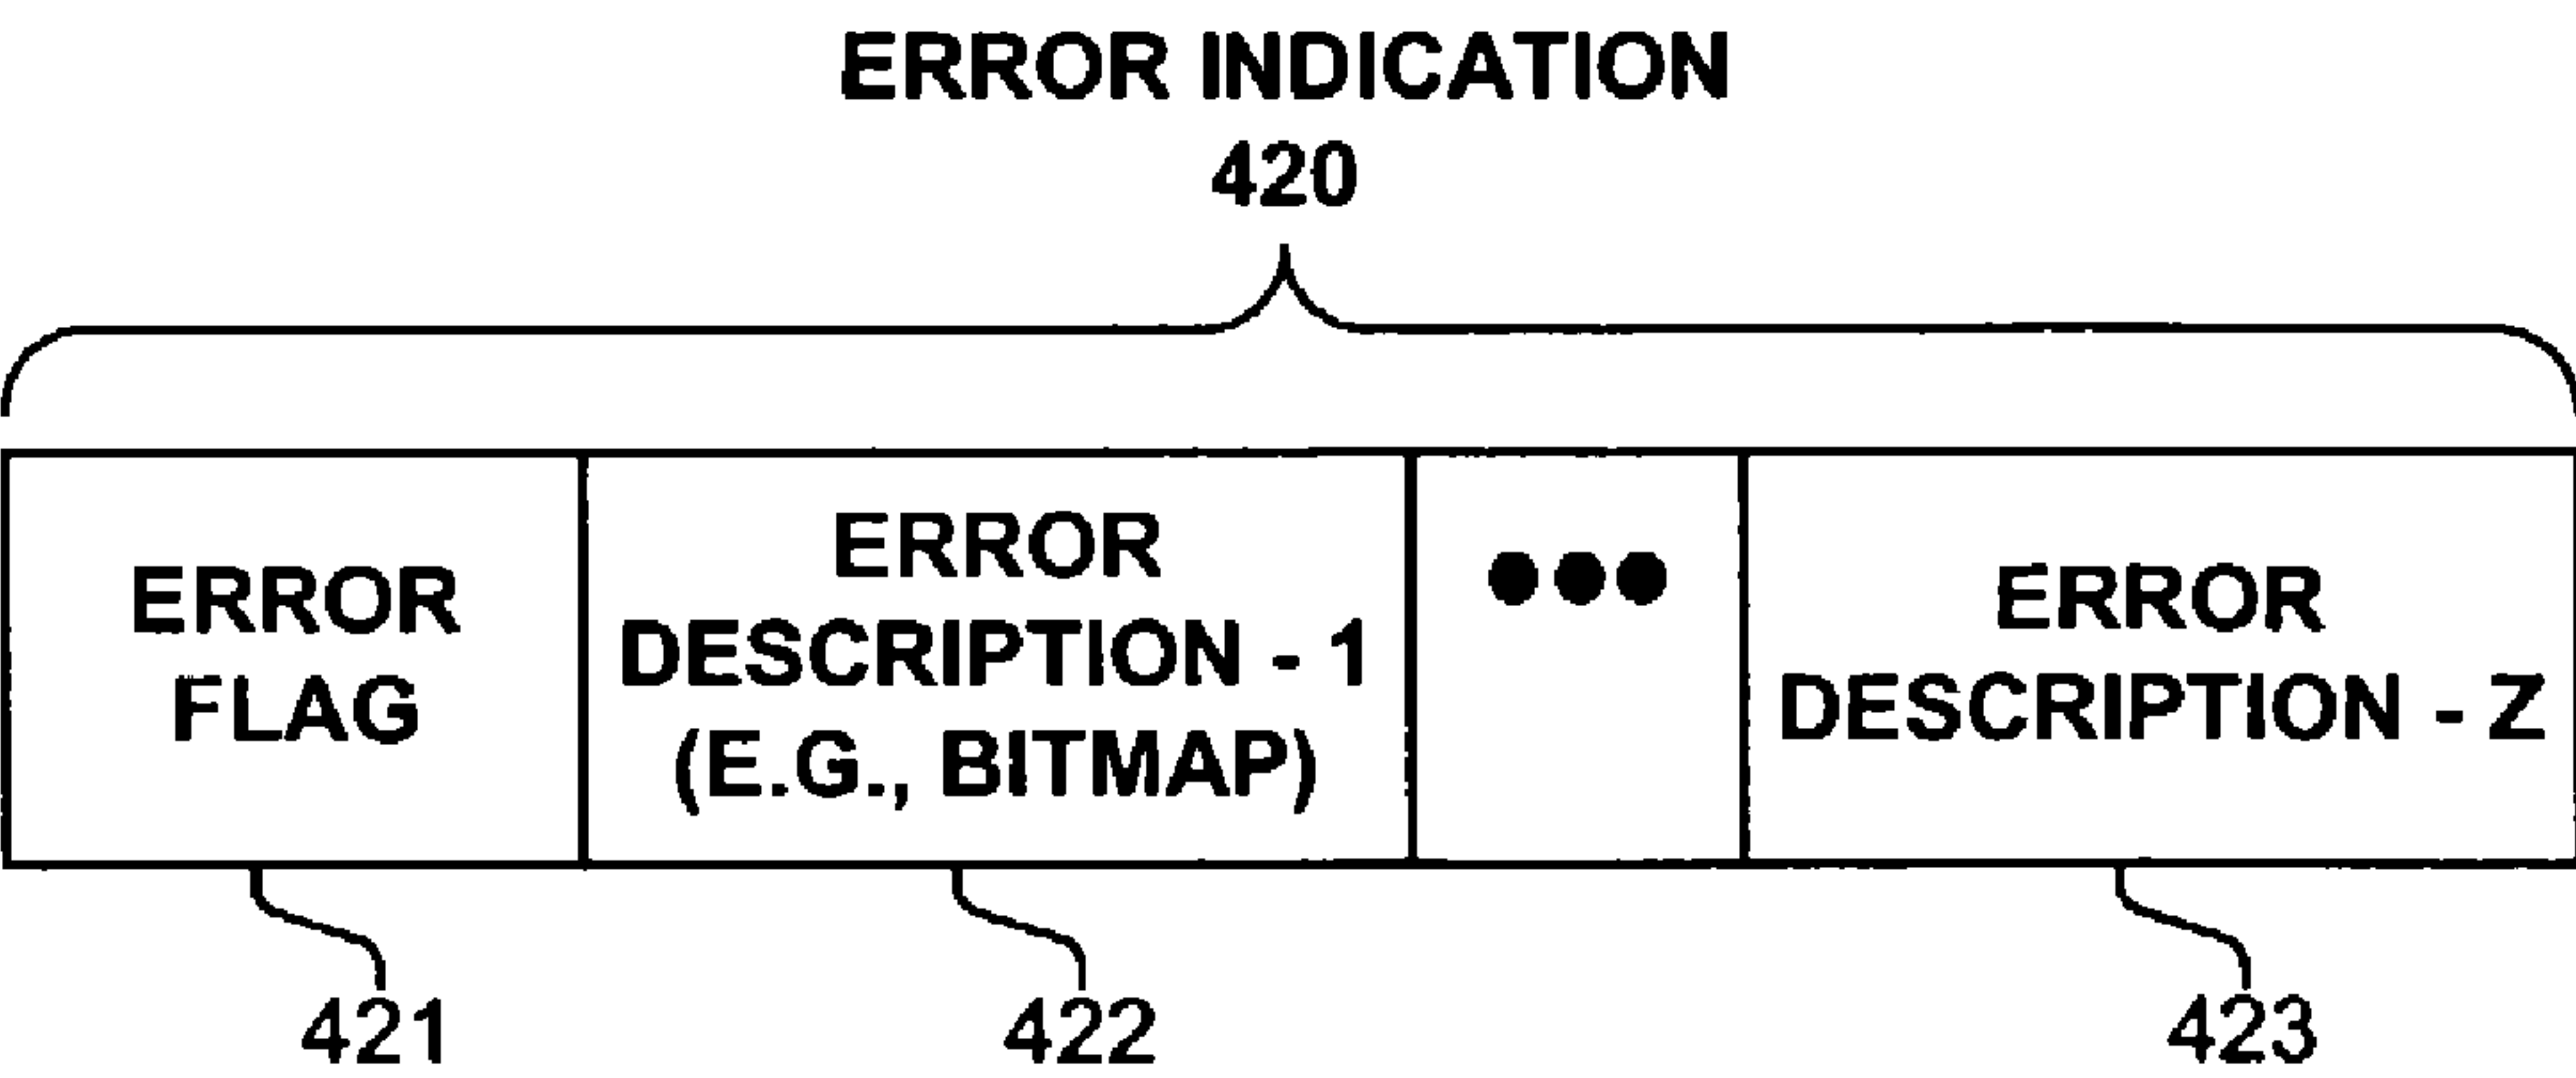 ERROR INDICATION
420
ERROR
FLAG
ERROR
DESCRIPTION - 1
(E.G., BITMAP)
●●●
ERROR
DESCRIPTION - Z
421
422
423